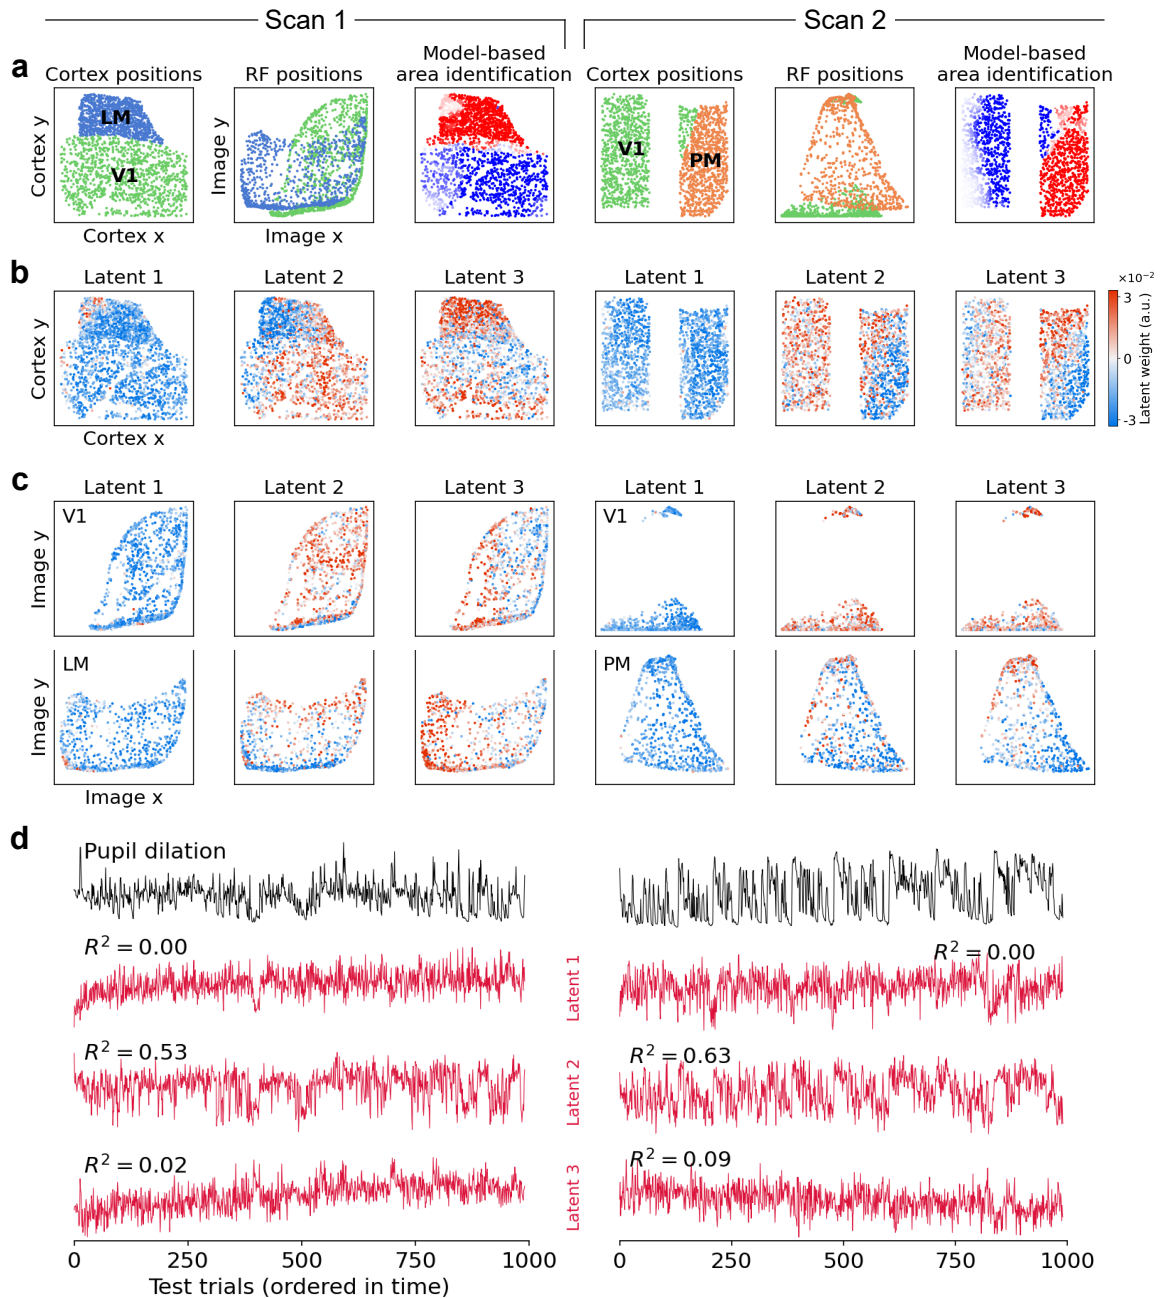 Scan 1
Scan 2
a
Cortex positions
RF positions
Model-based
area identification
Cortex positions
RF positions
Model-based
area identification
Cortex y
LM
V1
Image y
V1
PM
Cortex x
Image x
b
Latent 1
Latent 2
Latent 3
Latent 1
Latent 2
Latent 3
×10⁻²
Cortex y
3
0
-3
Latent weight (a.u.)
Cortex x
c
Latent 1
Latent 2
Latent 3
Latent 1
Latent 2
Latent 3
Image y
V1
V1
Image y
LM
PM
Image x
d
Pupil dilation
R² = 0.00
Latent 1
R² = 0.00
R² = 0.53
Latent 2
R² = 0.63
R² = 0.02
Latent 3
R² = 0.09
0 250 500 750 1000
0 250 500 750 1000
Test trials (ordered in time)